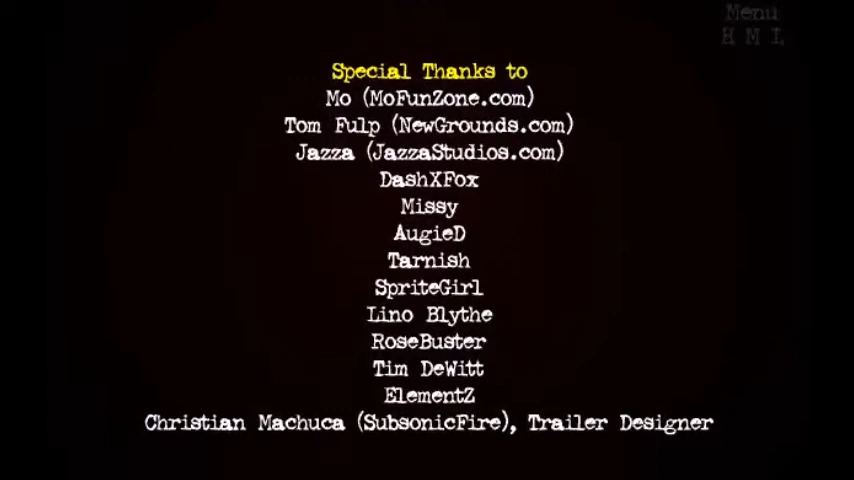 Menu
H M L
Special Thanks to
Mo (MoFunZone.com)
Tom Fulp (NewGrounds.com)
Jazza (JazzaStudios.com)
DashXFox
Missy
AugieD
Tarnish
SpriteGirl
Lino Blythe
RoseBuster
Tim DeWitt
ElementZ
Christian Machuca (SubsonicFire), Trailer Designer